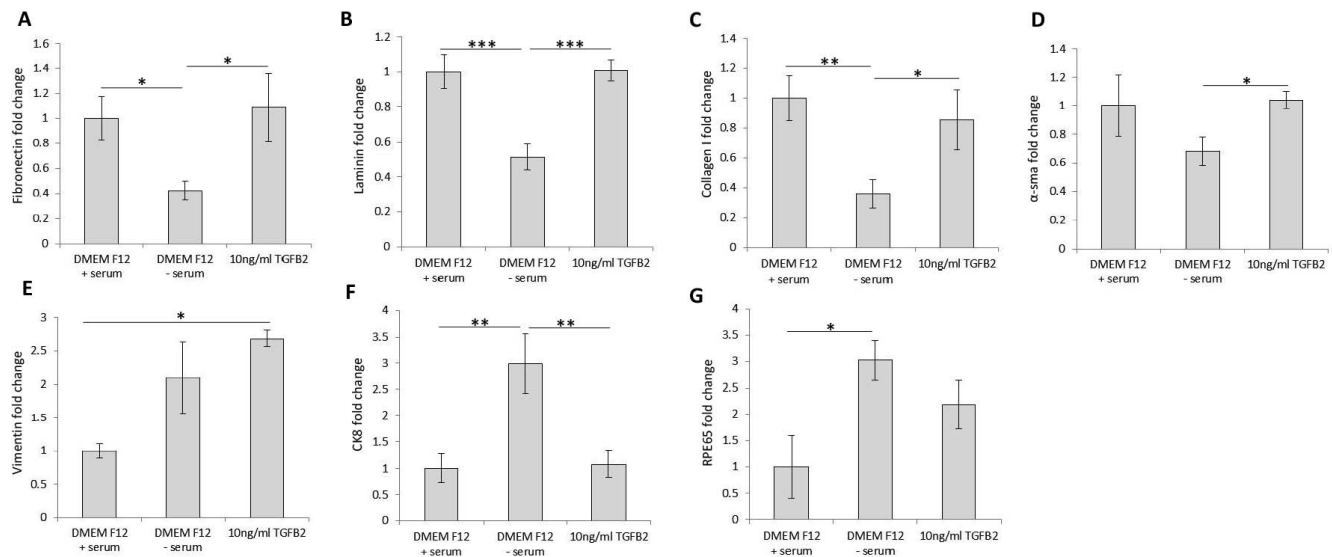 A
Fibronectin fold change
1.6
1.4
1.2
1
0.8
0.6
0.4
0.2
0
*
*
DMEM F12
+ serum
DMEM F12
- serum
10ng/ml TGFB2
B
Laminin fold change
1.2
1
0.8
0.6
0.4
0.2
0
***
***
DMEM F12
+ serum
DMEM F12
- serum
10ng/ml TGFB2
C
Collagen I fold change
1.4
1.2
1
0.8
0.6
0.4
0.2
0
**
*
DMEM F12
+ serum
DMEM F12
- serum
10ng/ml TGFB2
D
α-sma fold change
1.4
1.2
1
0.8
0.6
0.4
0.2
0
*
DMEM F12
+ serum
DMEM F12
- serum
10ng/ml TGFB2
E
Vimentin fold change
3
2.5
2
1.5
1
0.5
0
*
DMEM F12
+ serum
DMEM F12
- serum
10ng/ml TGFB2
F
CK8 fold change
4
3.5
3
2.5
2
1.5
1
0.5
0
**
**
DMEM F12
+ serum
DMEM F12
- serum
10ng/ml TGFB2
G
RPE65 fold change
4
3.5
3
2.5
2
1.5
1
0.5
0
*
DMEM F12
+ serum
DMEM F12
- serum
10ng/ml TGFB2